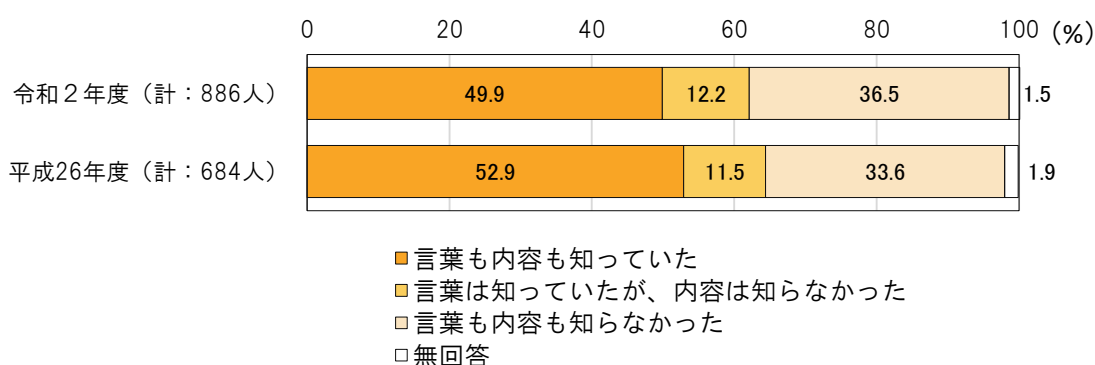 0 20 40 60 80 100 (%)
令和2年度（計：886人） 49.9 12.2 36.5 1.5
平成26年度（計：684人） 52.9 11.5 33.6 1.9
言葉も内容も知っていた
言葉は知っていたが、内容は知らなかった
言葉も内容も知らなかった
無回答